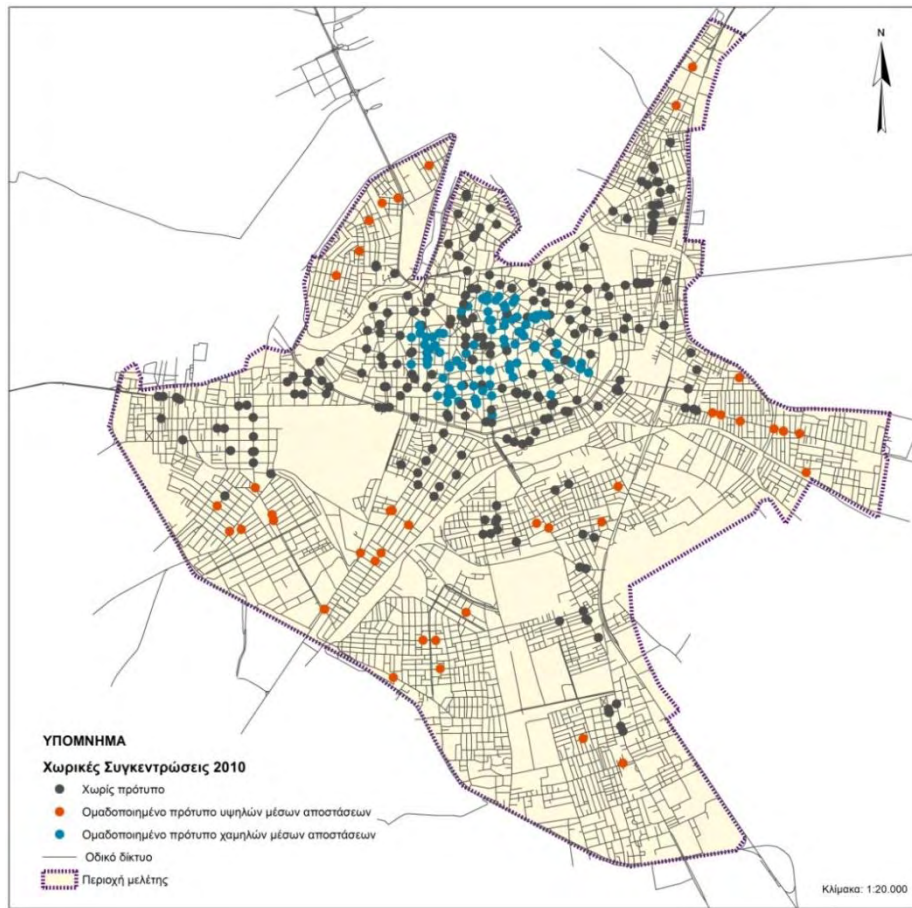 N
ΥΠΟΜΝΗΜΑ
Χωρικές Συγκεντρώσεις 2010
Χωρίς πρότυπο
Ομαδοποιημένο πρότυπο υψηλών μέσων αποστάσεων
Ομαδοποιημένο πρότυπο χαμηλών μέσων αποστάσεων
Οδικό δίκτυο
Περιοχή μελέτης
Κλίμακα: 1:20.000